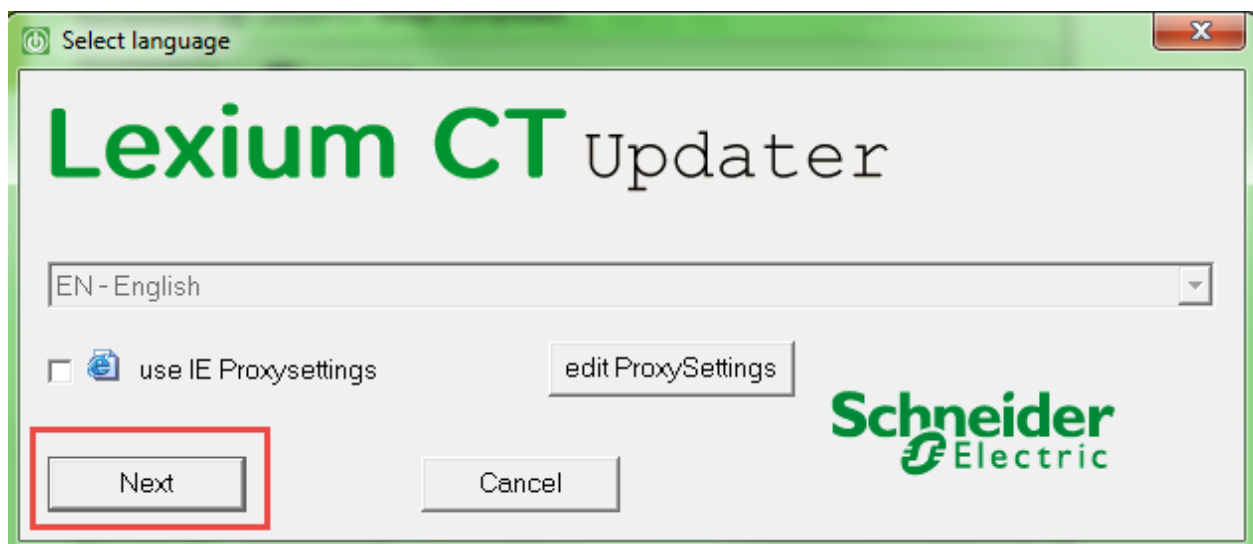 Select language
Lexium CT Updater
EN - English
use IE Proxysettings
edit ProxySettings
Schneider
Electric
Next
Cancel